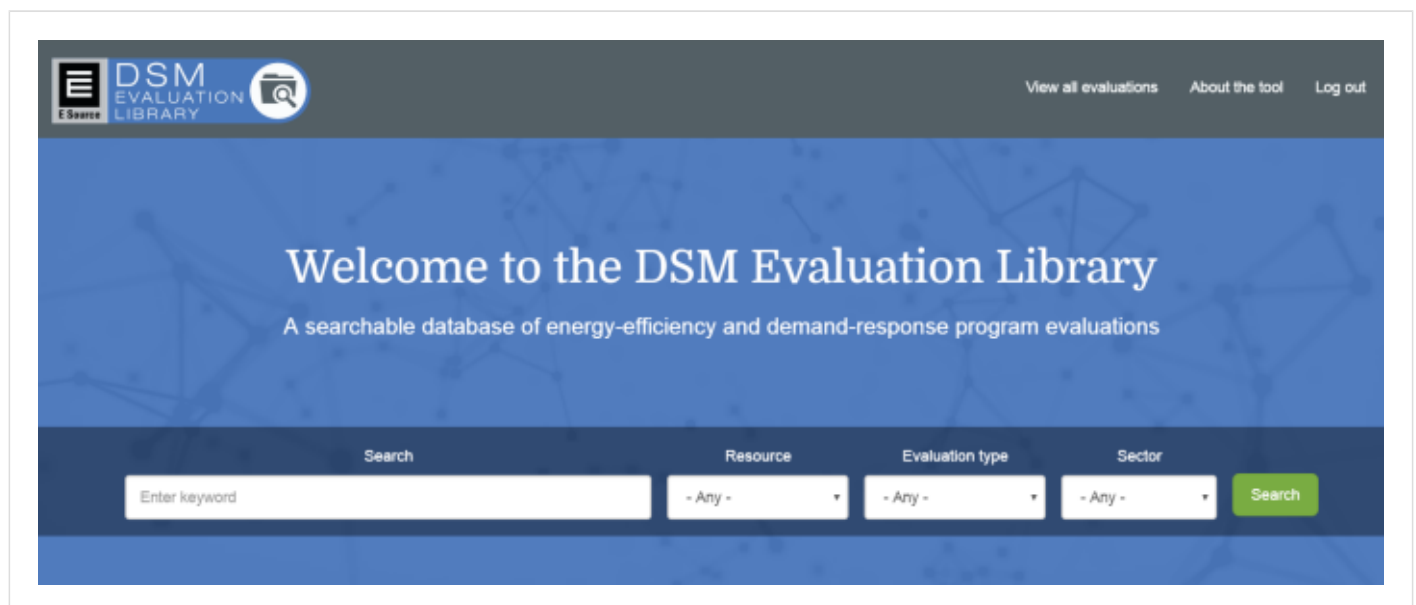 DSM
EVALUATION
LIBRARY
E Source
View all evaluations About the tool Log out
Welcome to the DSM Evaluation Library
A searchable database of energy-efficiency and demand-response program evaluations
Search Resource Evaluation type Sector
Enter keyword - Any - - Any - - Any - Search